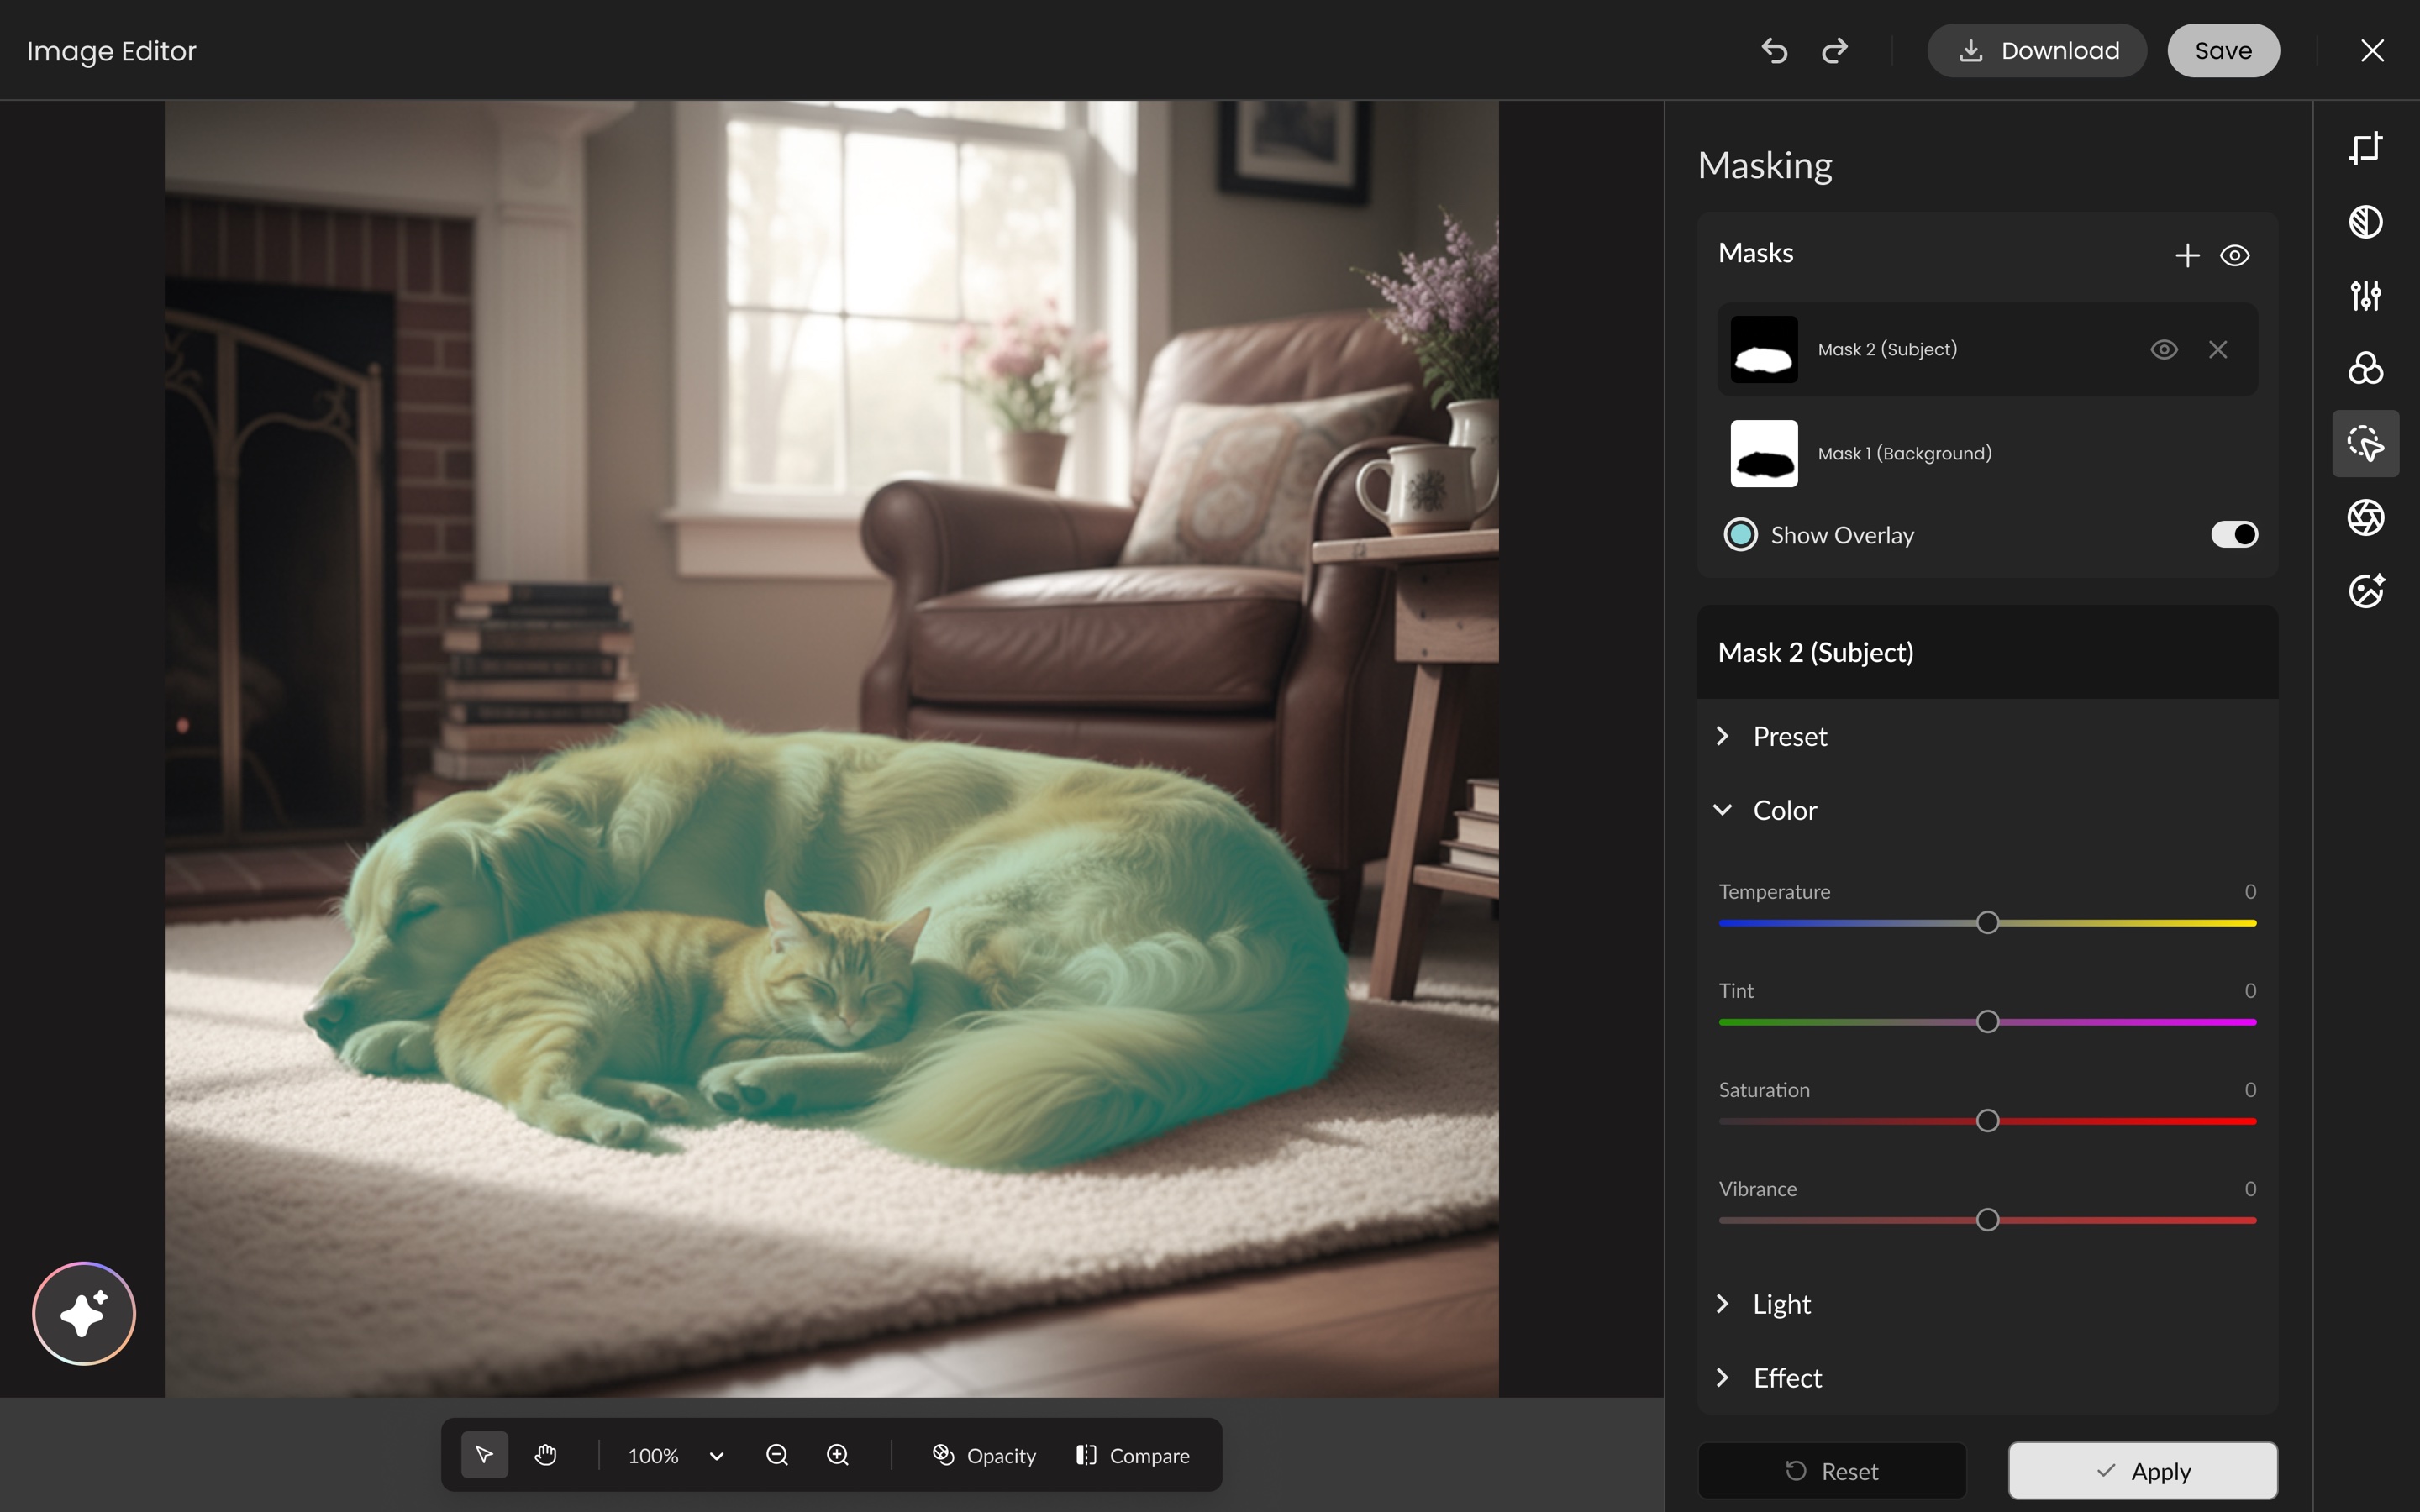 Image Editor
Download
Save
Masking
Masks
Mask 2 (Subject)
Mask 1 (Background)
Show Overlay
Mask 2 (Subject)
Preset
Color
Temperature 0
Tint 0
Saturation 0
Vibrance 0
Light
Effect
100%
Opacity
Compare
Reset
Apply